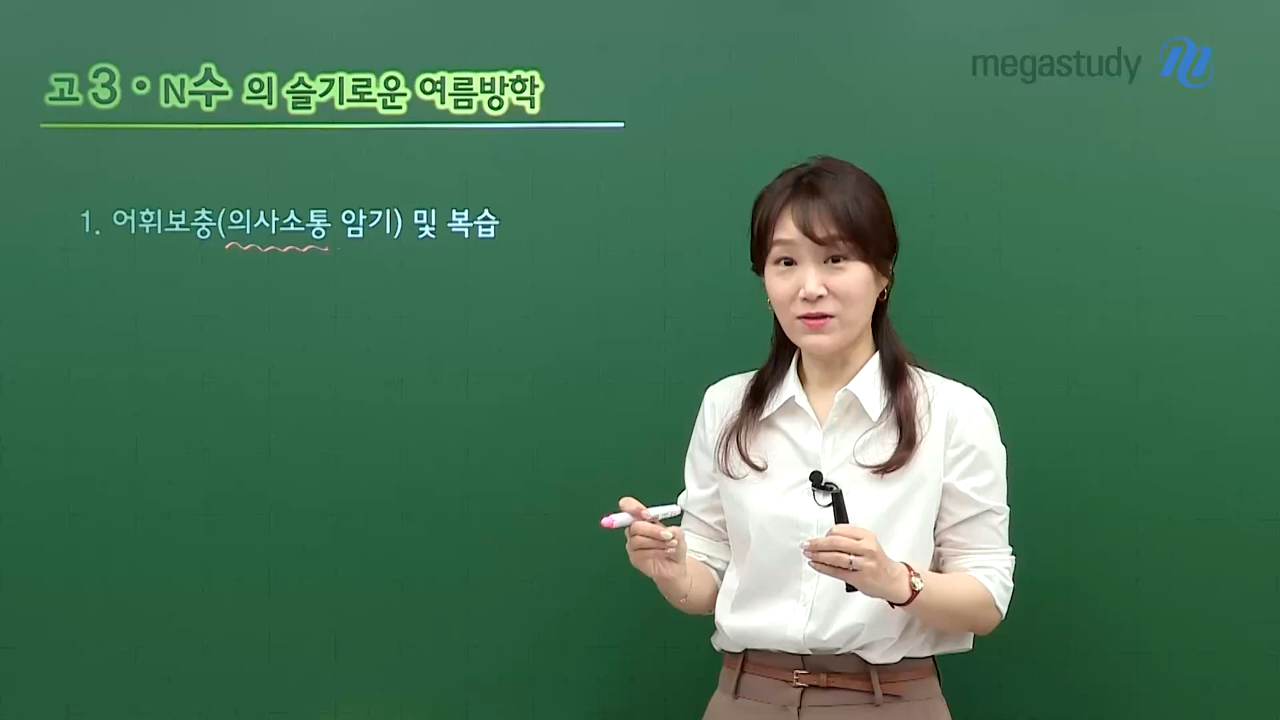 고3·N수 의 슬기로운 여름방학
megastudy
1. 어휘보충(의사소통 암기) 및 복습